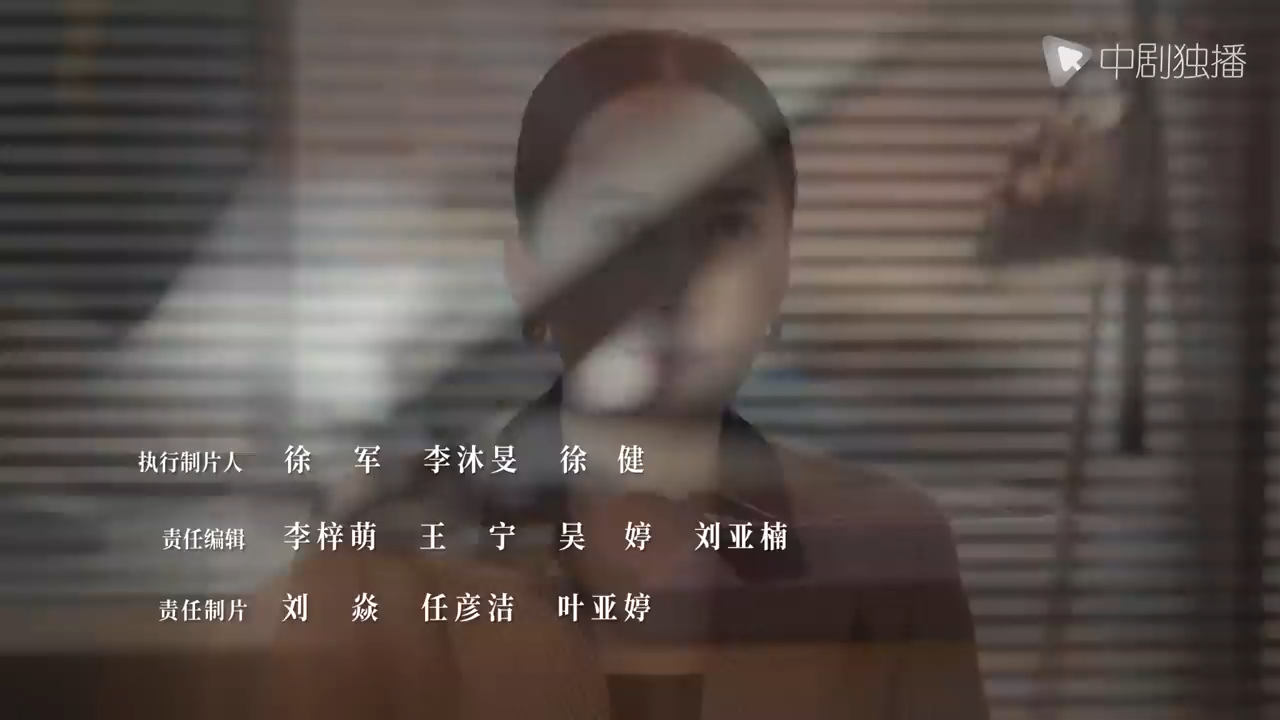 中剧独播
执行制片人 徐 军 李沐旻 徐 健
责任编辑 李梓萌 王 宁 吴 婷 刘亚楠
责任制片 刘 焱 任彦洁 叶亚婷